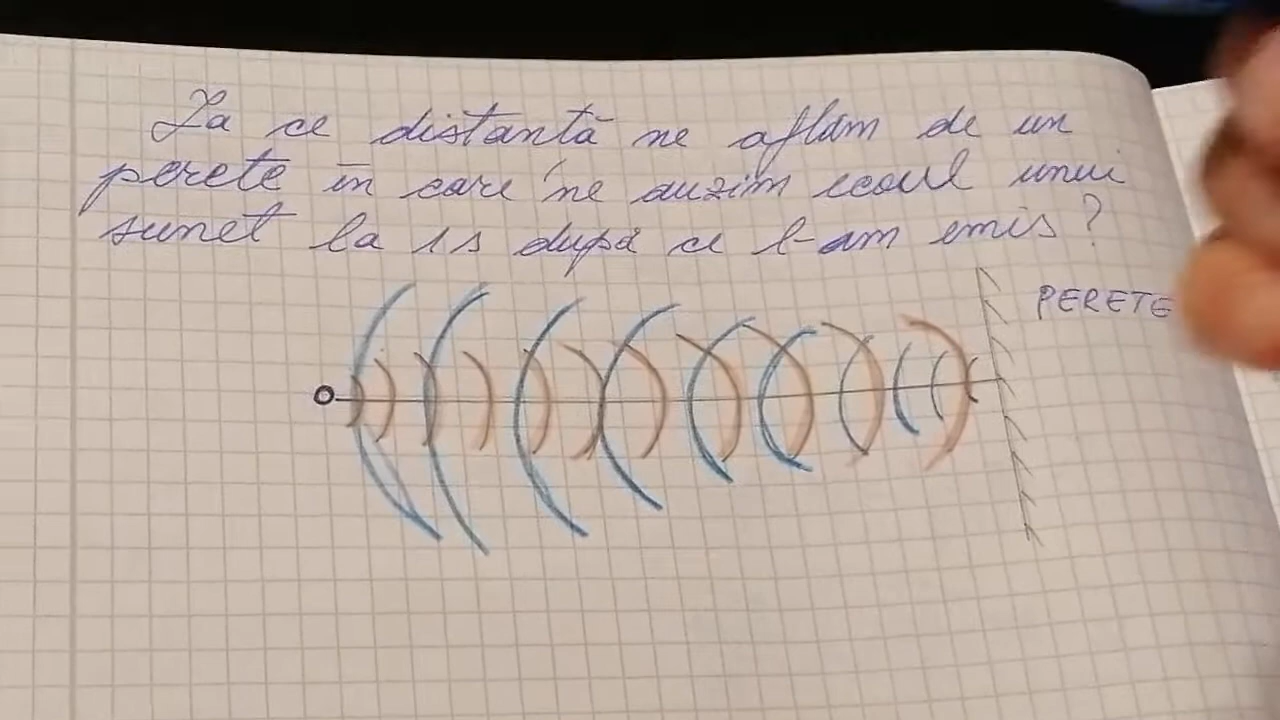 La ce distanță ne aflăm de un
perete în care ne auzim ecoul unui
sunet la 1s după ce l-am emis?
PERETE